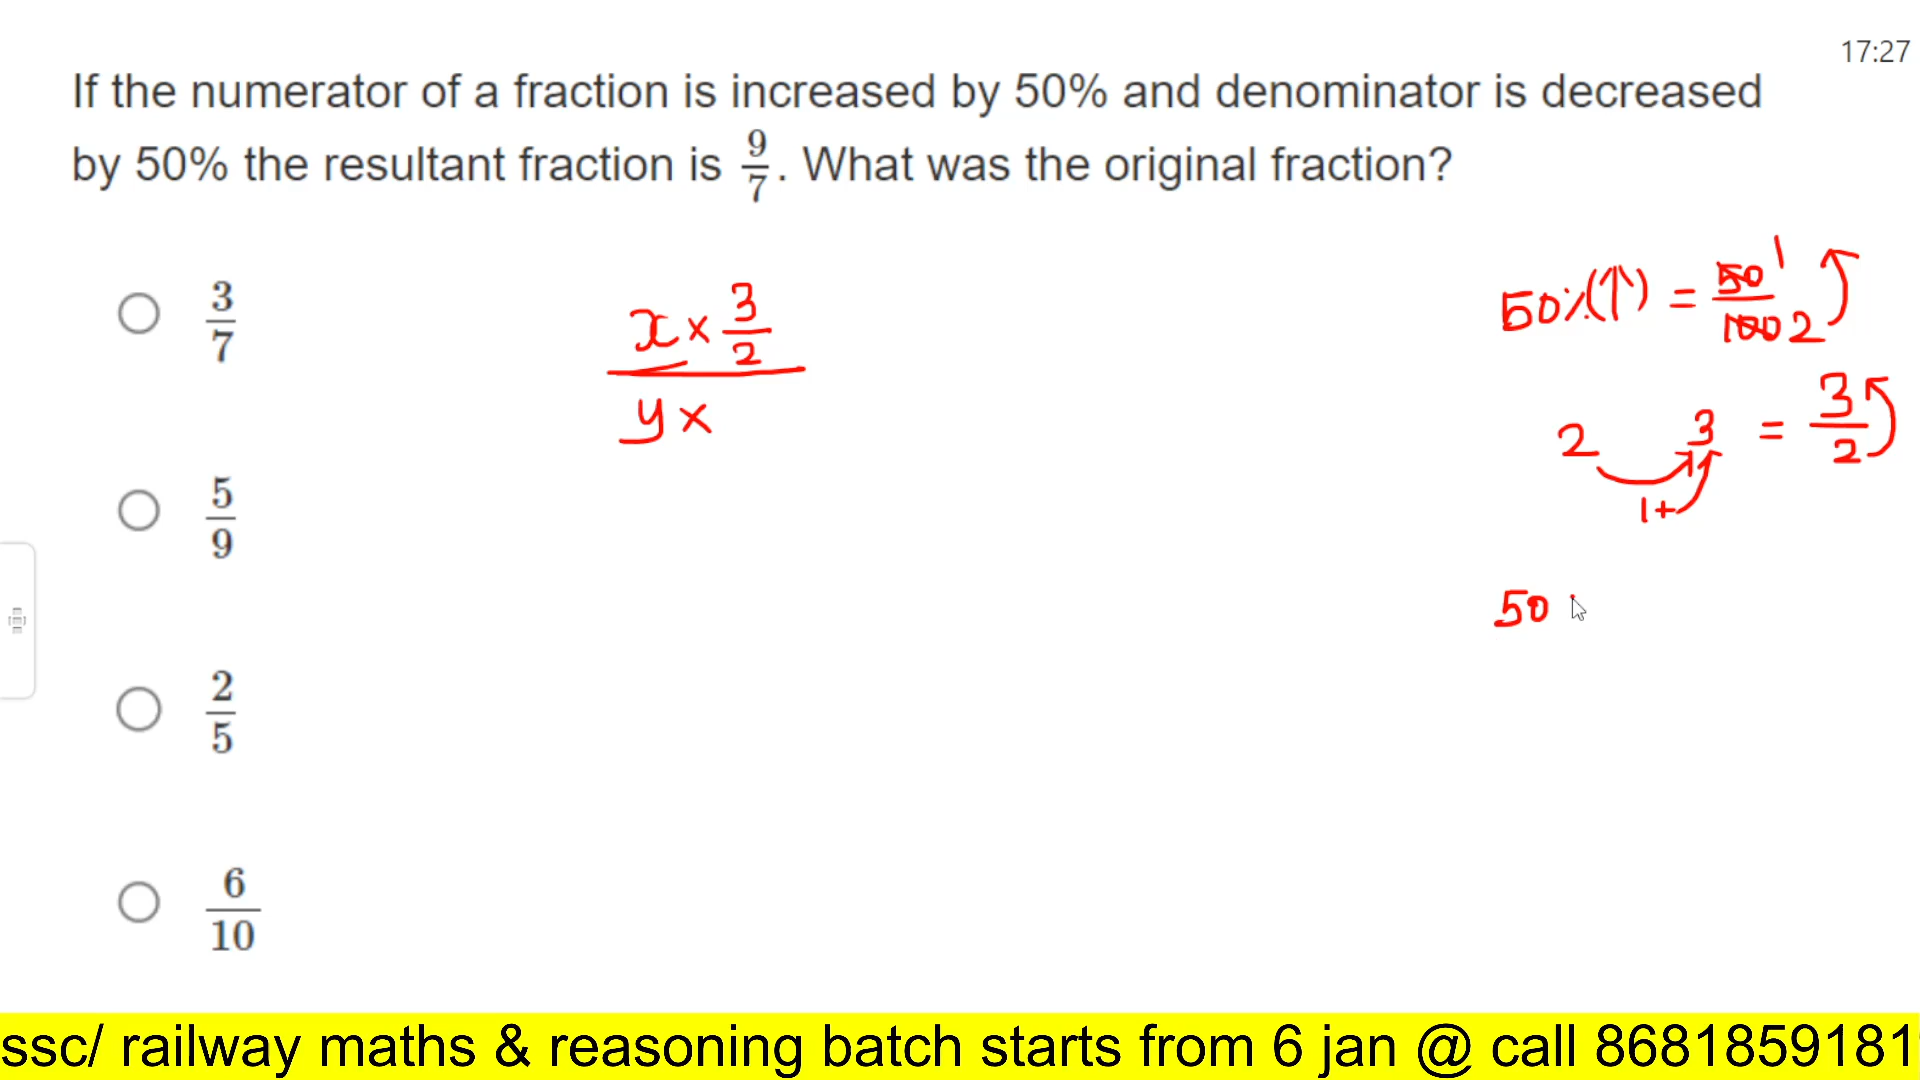 17:27
If the numerator of a fraction is increased by 50% and denominator is decreased
by 50% the resultant fraction is 9/7. What was the original fraction?
3/7
5/9
2/5
6/10
x × 3/2
y ×
50%(↑) = 50/100 1/2
2 3 = 3/2
1+
50
ssc/ railway maths & reasoning batch starts from 6 jan @ call 868185918